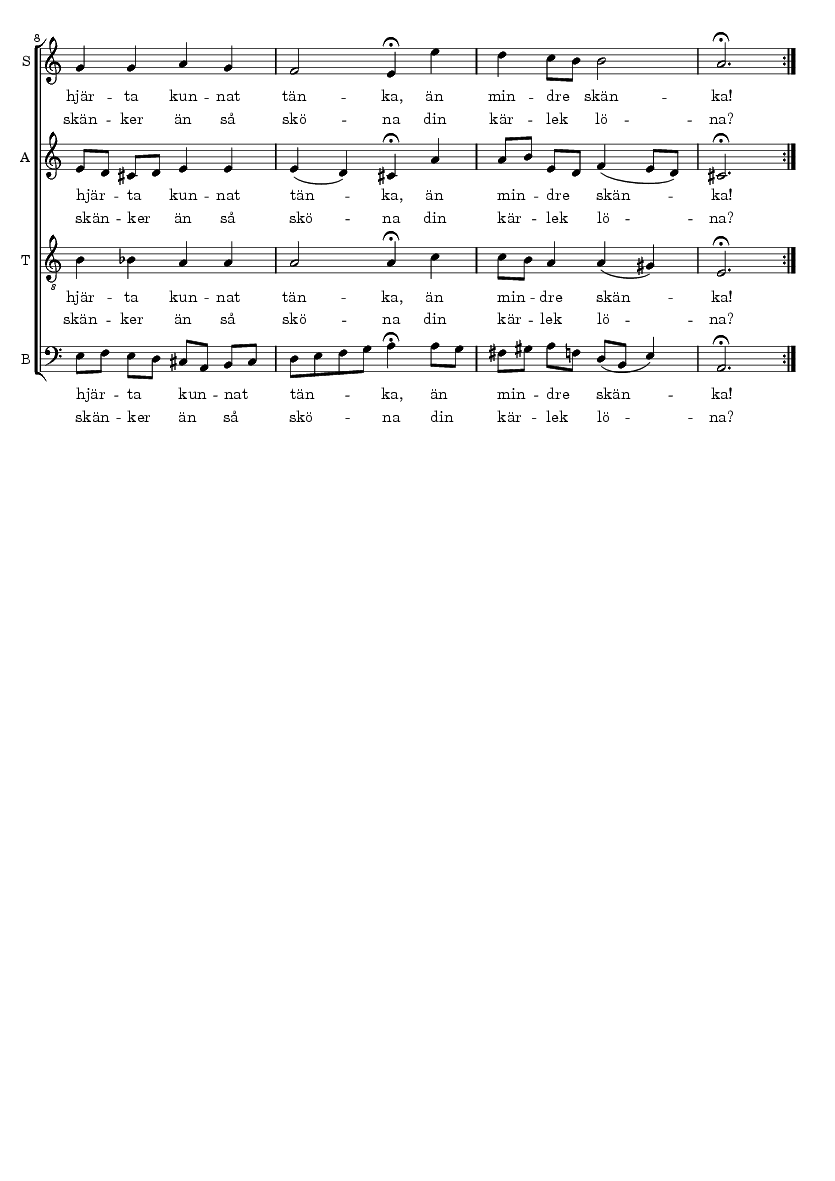 8
S
hjär -- ta kun -- nat tän -- ka, än min -- dre skän -- ka!
skän -- ker än så skö -- na din kär -- lek lö -- na?
A
hjär -- ta kun -- nat tän -- ka, än min -- dre skän -- ka!
skän -- ker än så skö -- na din kär -- lek lö -- na?
T
8
hjär -- ta kun -- nat tän -- ka, än min -- dre skän -- ka!
skän -- ker än så skö -- na din kär -- lek lö -- na?
B
hjär -- ta kun -- nat tän -- ka, än min -- dre skän -- ka!
skän -- ker än så skö -- na din kär -- lek lö -- na?